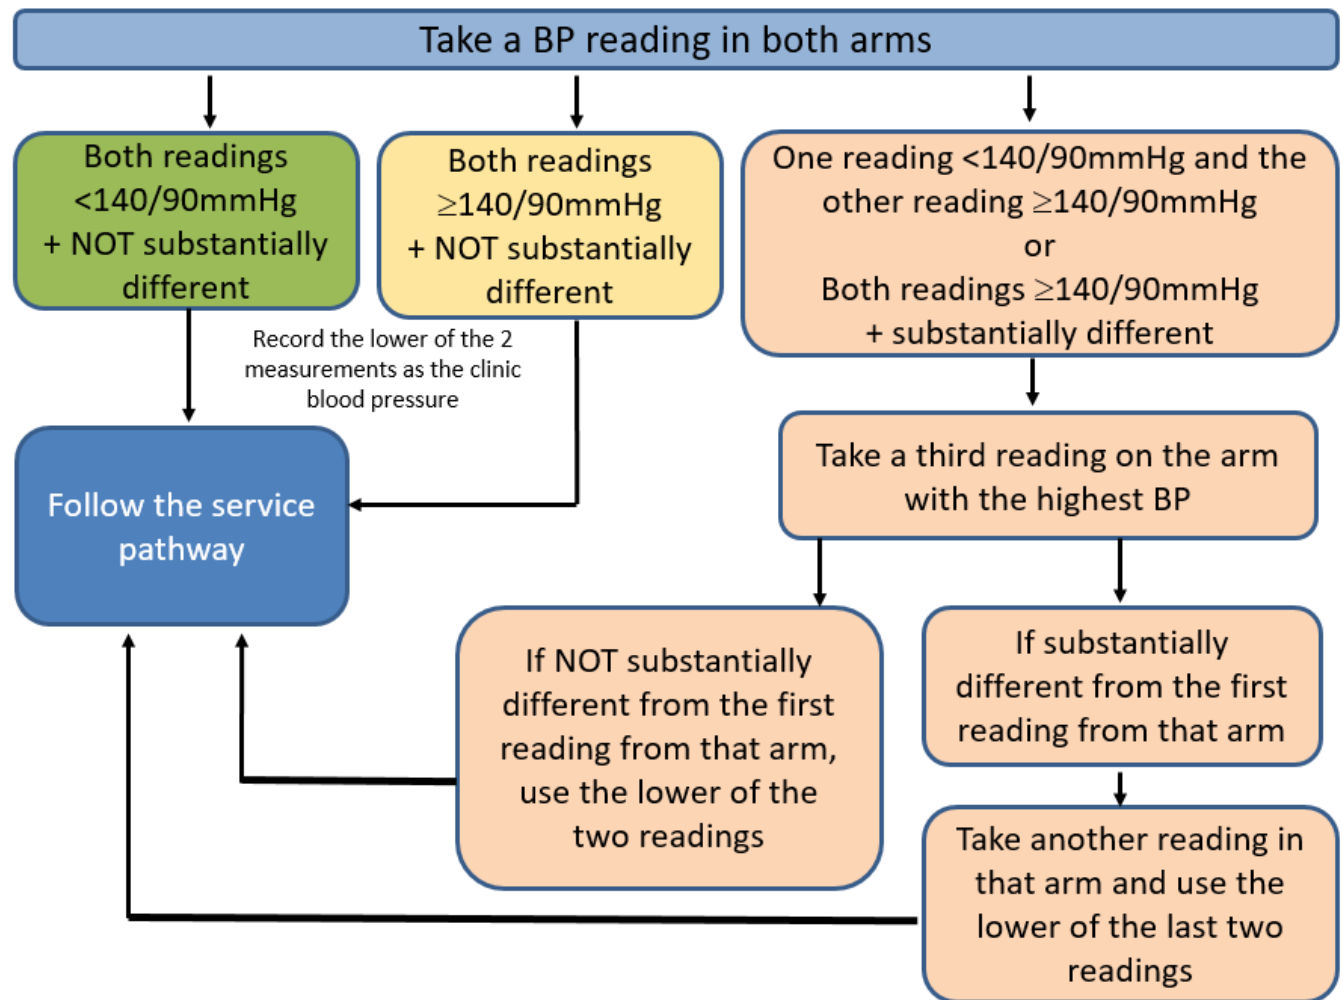 Take a BP reading in both arms
Both readings
<140/90mmHg
+ NOT substantially
different
Both readings
≥140/90mmHg
+ NOT substantially
different
One reading <140/90mmHg and the
other reading ≥140/90mmHg
or
Both readings ≥140/90mmHg
+ substantially different
Record the lower of the 2
measurements as the clinic
blood pressure
Follow the service
pathway
Take a third reading on the arm
with the highest BP
If NOT substantially
different from the first
reading from that arm,
use the lower of the
two readings
If substantially
different from the first
reading from that arm
Take another reading in
that arm and use the
lower of the last two
readings